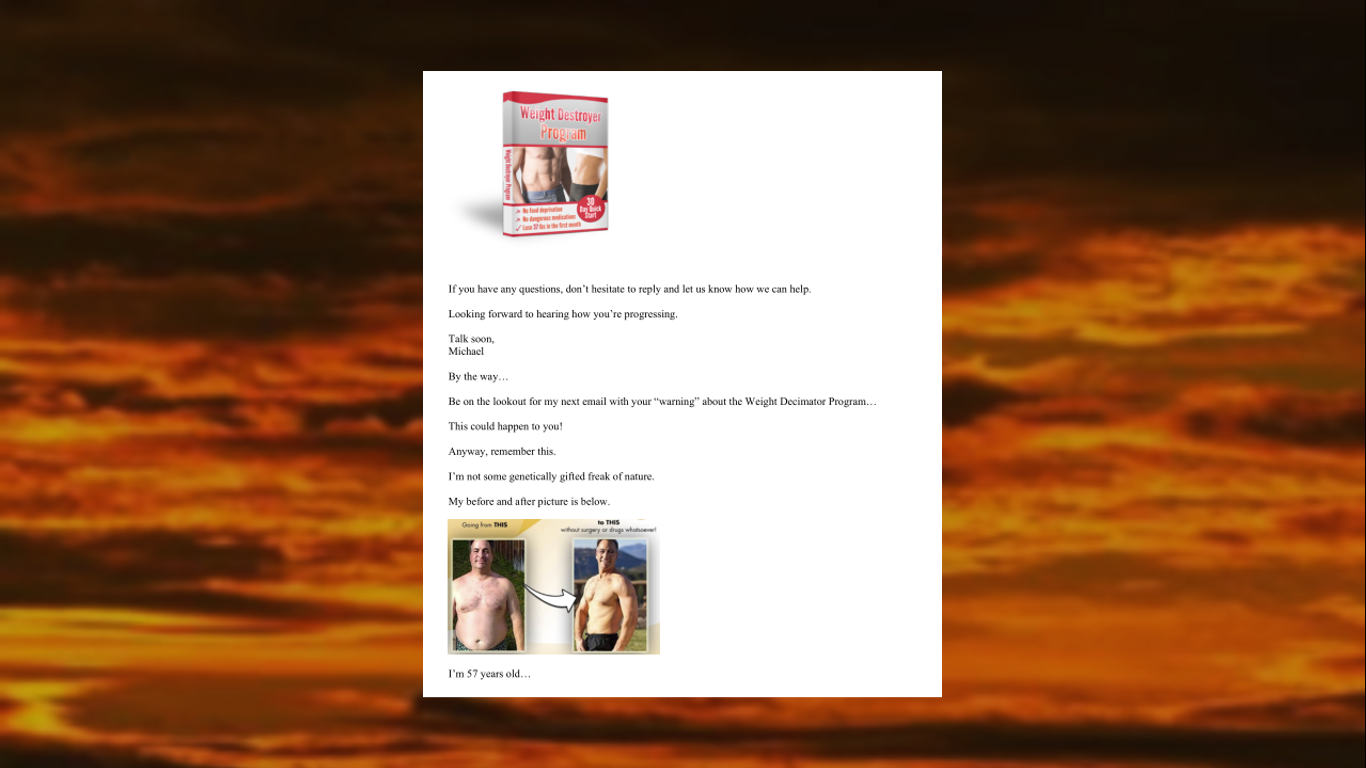 Weight Destroyer
Program
Weight Destroyer Program
No food deprivation
No dangerous medications
Lose 37 lbs in the first month
30
Day Quick
Start
If you have any questions, don’t hesitate to reply and let us know how we can help.
Looking forward to hearing how you’re progressing.
Talk soon,
Michael
By the way…
Be on the lookout for my next email with your “warning” about the Weight Decimator Program…
This could happen to you!
Anyway, remember this.
I’m not some genetically gifted freak of nature.
My before and after picture is below.
Going from THIS
to THIS
without surgery or drugs whatsoever!
I’m 57 years old…